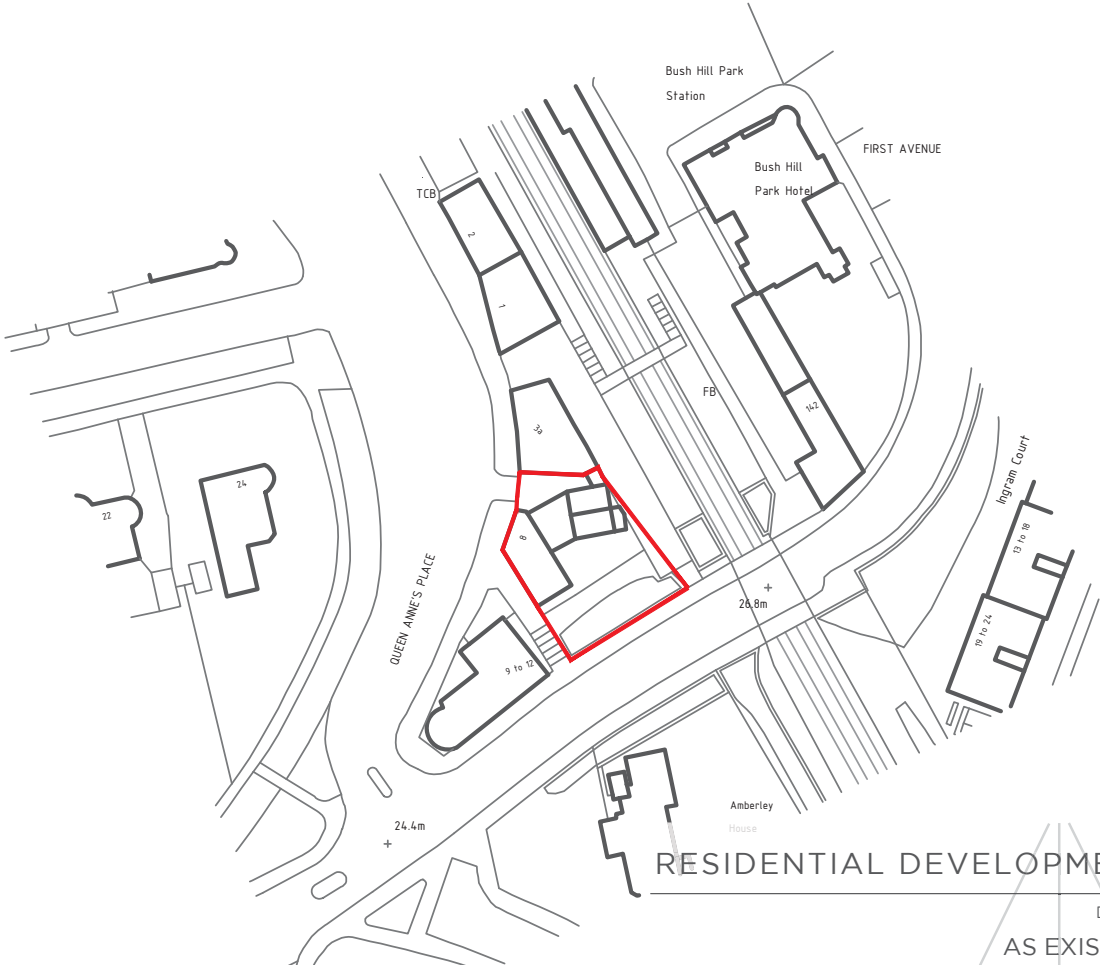 Bush Hill Park
Station
FIRST AVENUE
Bush Hill
Park Hotel
TCB
2
1
FB
142
3a
24
22
8
Ingram Court
13 to 18
19 to 24
QUEEN ANNE'S PLACE
26.8m
9 to 12
24.4m
Amberley
House
RESIDENTIAL DEVELOPME
D
AS EXIS